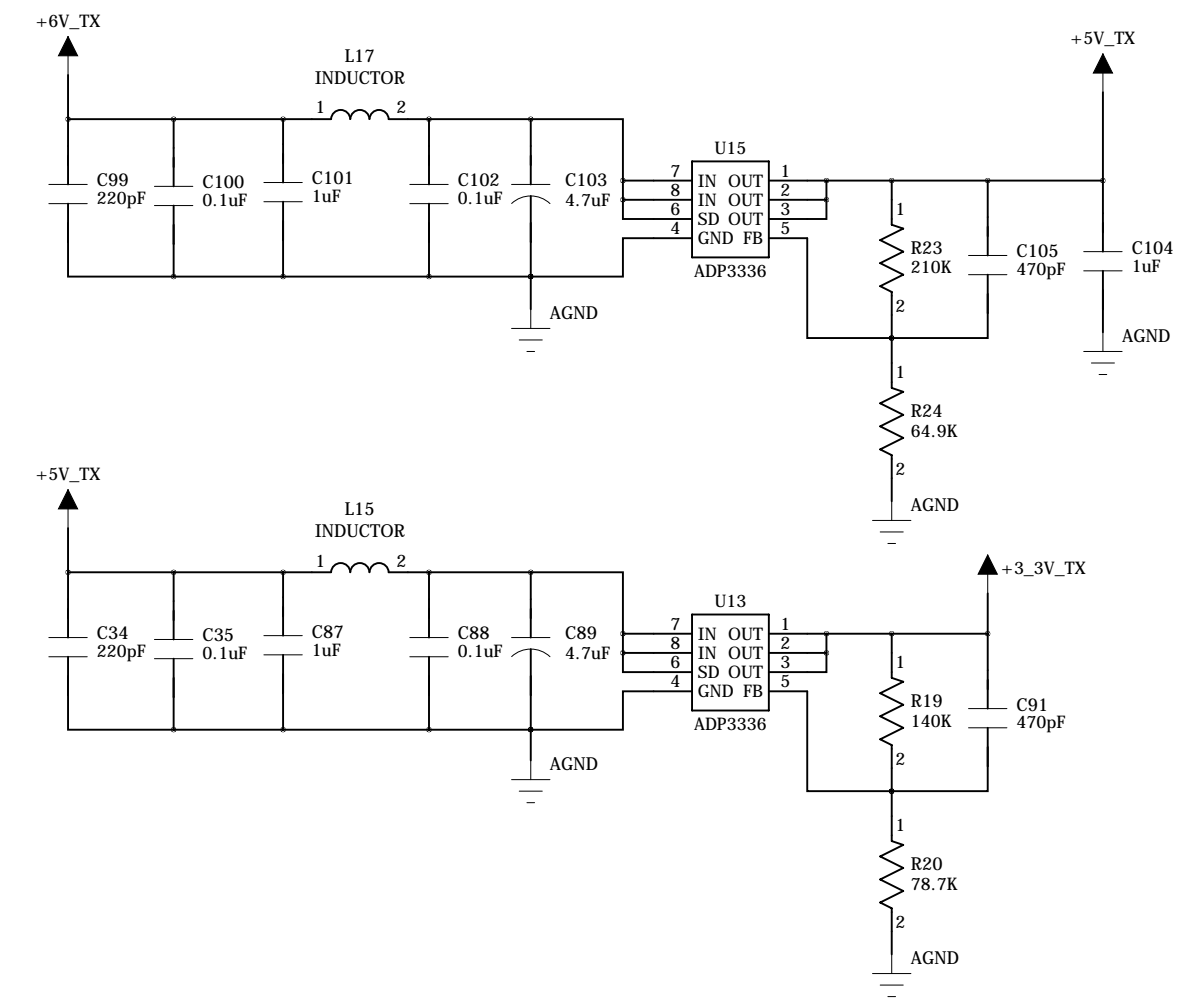 +6V_TX
L17
INDUCTOR
1 2
C99
220pF
C100
0.1uF
C101
1uF
C102
0.1uF
C103
4.7uF
AGND
U15
7 IN OUT 1
8 IN OUT 2
6 SD OUT 3
4 GND FB 5
ADP3336
+5V_TX
1
R23
210K
2
C105
470pF
C104
1uF
AGND
1
R24
64.9K
2
AGND
+5V_TX
L15
INDUCTOR
1 2
C34
220pF
C35
0.1uF
C87
1uF
C88
0.1uF
C89
4.7uF
AGND
U13
7 IN OUT 1
8 IN OUT 2
6 SD OUT 3
4 GND FB 5
ADP3336
+3_3V_TX
1
R19
140K
2
C91
470pF
1
R20
78.7K
2
AGND